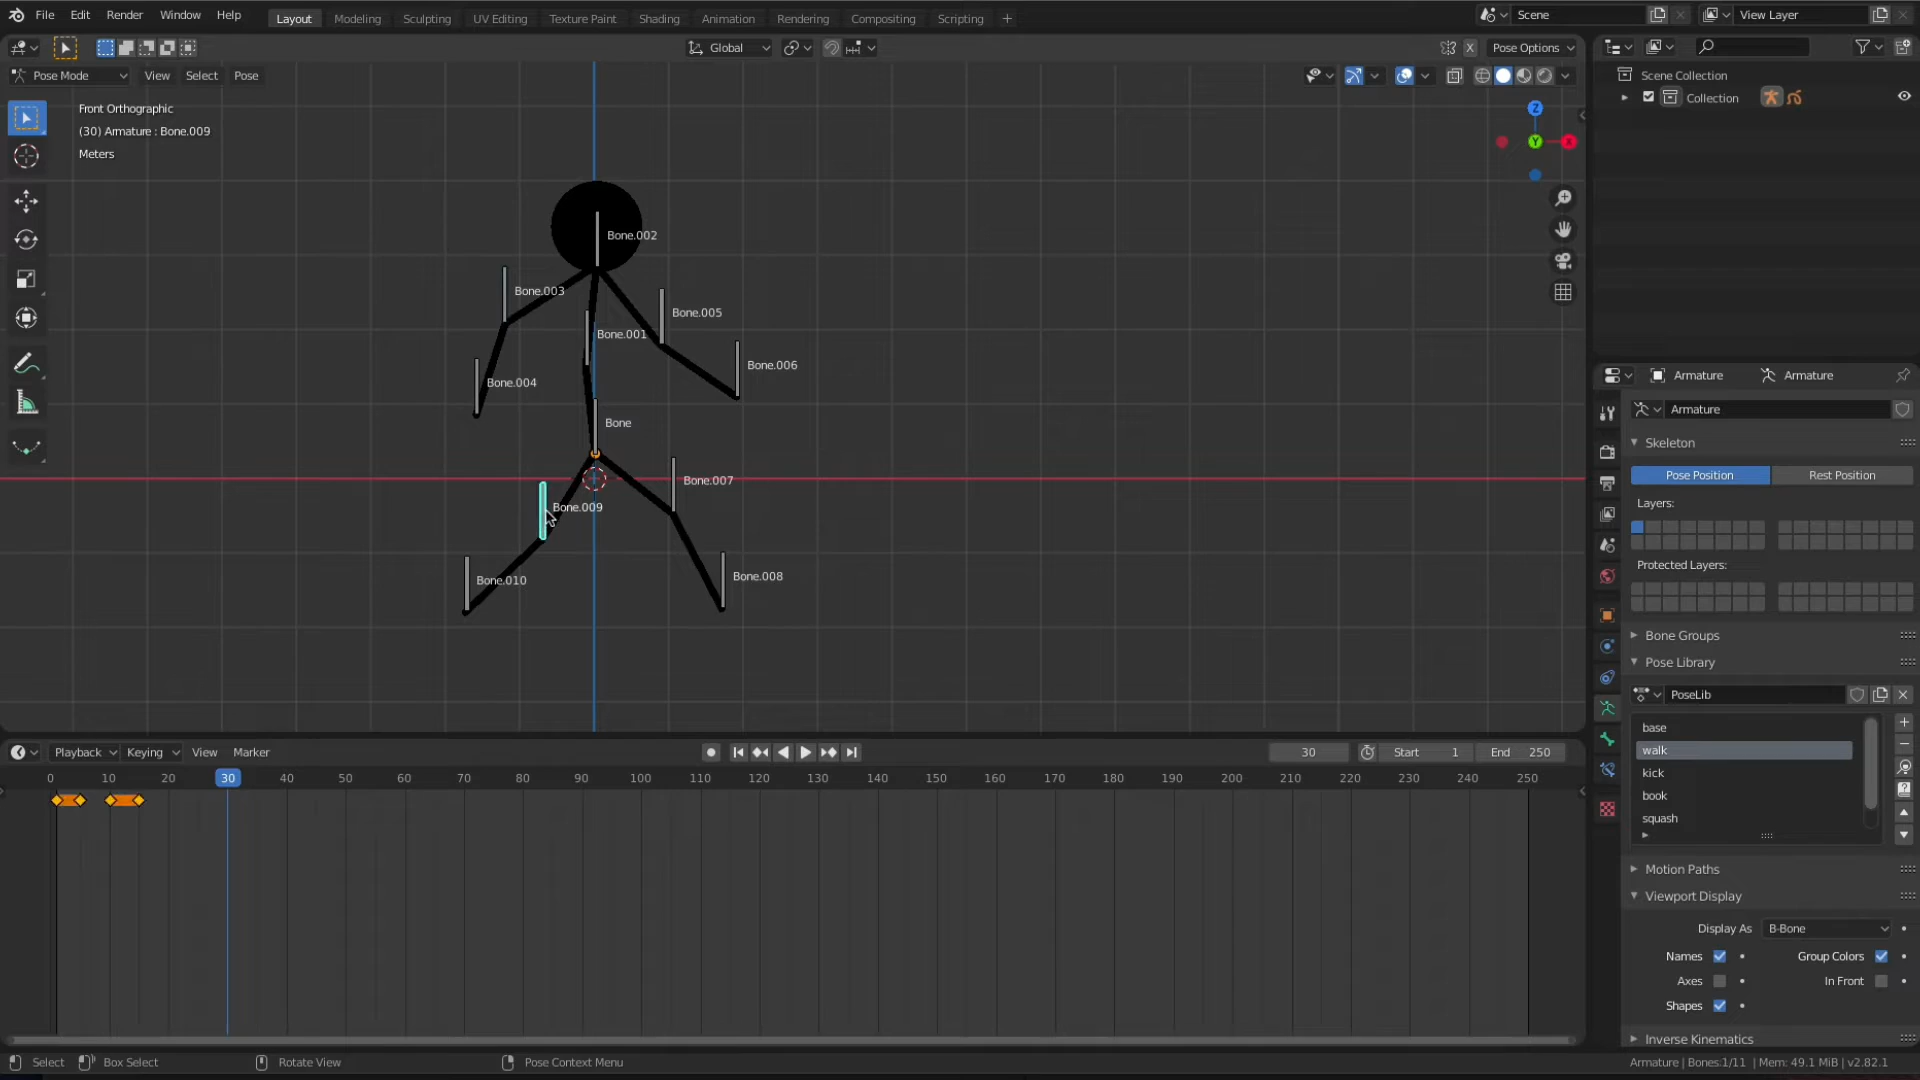 File Edit Render Window Help Layout Modeling Sculpting UV Editing Texture Paint Shading Animation Rendering Compositing Scripting + Scene View Layer
Global X Pose Options
Pose Mode View Select Pose
Scene Collection
Collection
Front Orthographic
(30) Armature : Bone.009
Meters
Z
Y
X
Bone.002
Bone.003
Bone.005
Bone.001
Bone.006
Bone.004
Bone
Bone.007
Bone.009
Bone.010
Bone.008
Armature Armature
Armature
Skeleton
Pose Position Rest Position
Layers:
Protected Layers:
Bone Groups
Pose Library
PoseLib
base
walk
kick
book
squash
Motion Paths
Viewport Display
Display As B-Bone
Names Group Colors
Axes In Front
Shapes
Inverse Kinematics
Playback Keying View Marker 30 Start 1 End 250
0 10 20 30 40 50 60 70 80 90 100 110 120 130 140 150 160 170 180 190 200 210 220 230 240 250
Select Box Select Rotate View Pose Context Menu Armature | Bones:1/11 | Mem: 49.1 MiB | v2.82.1